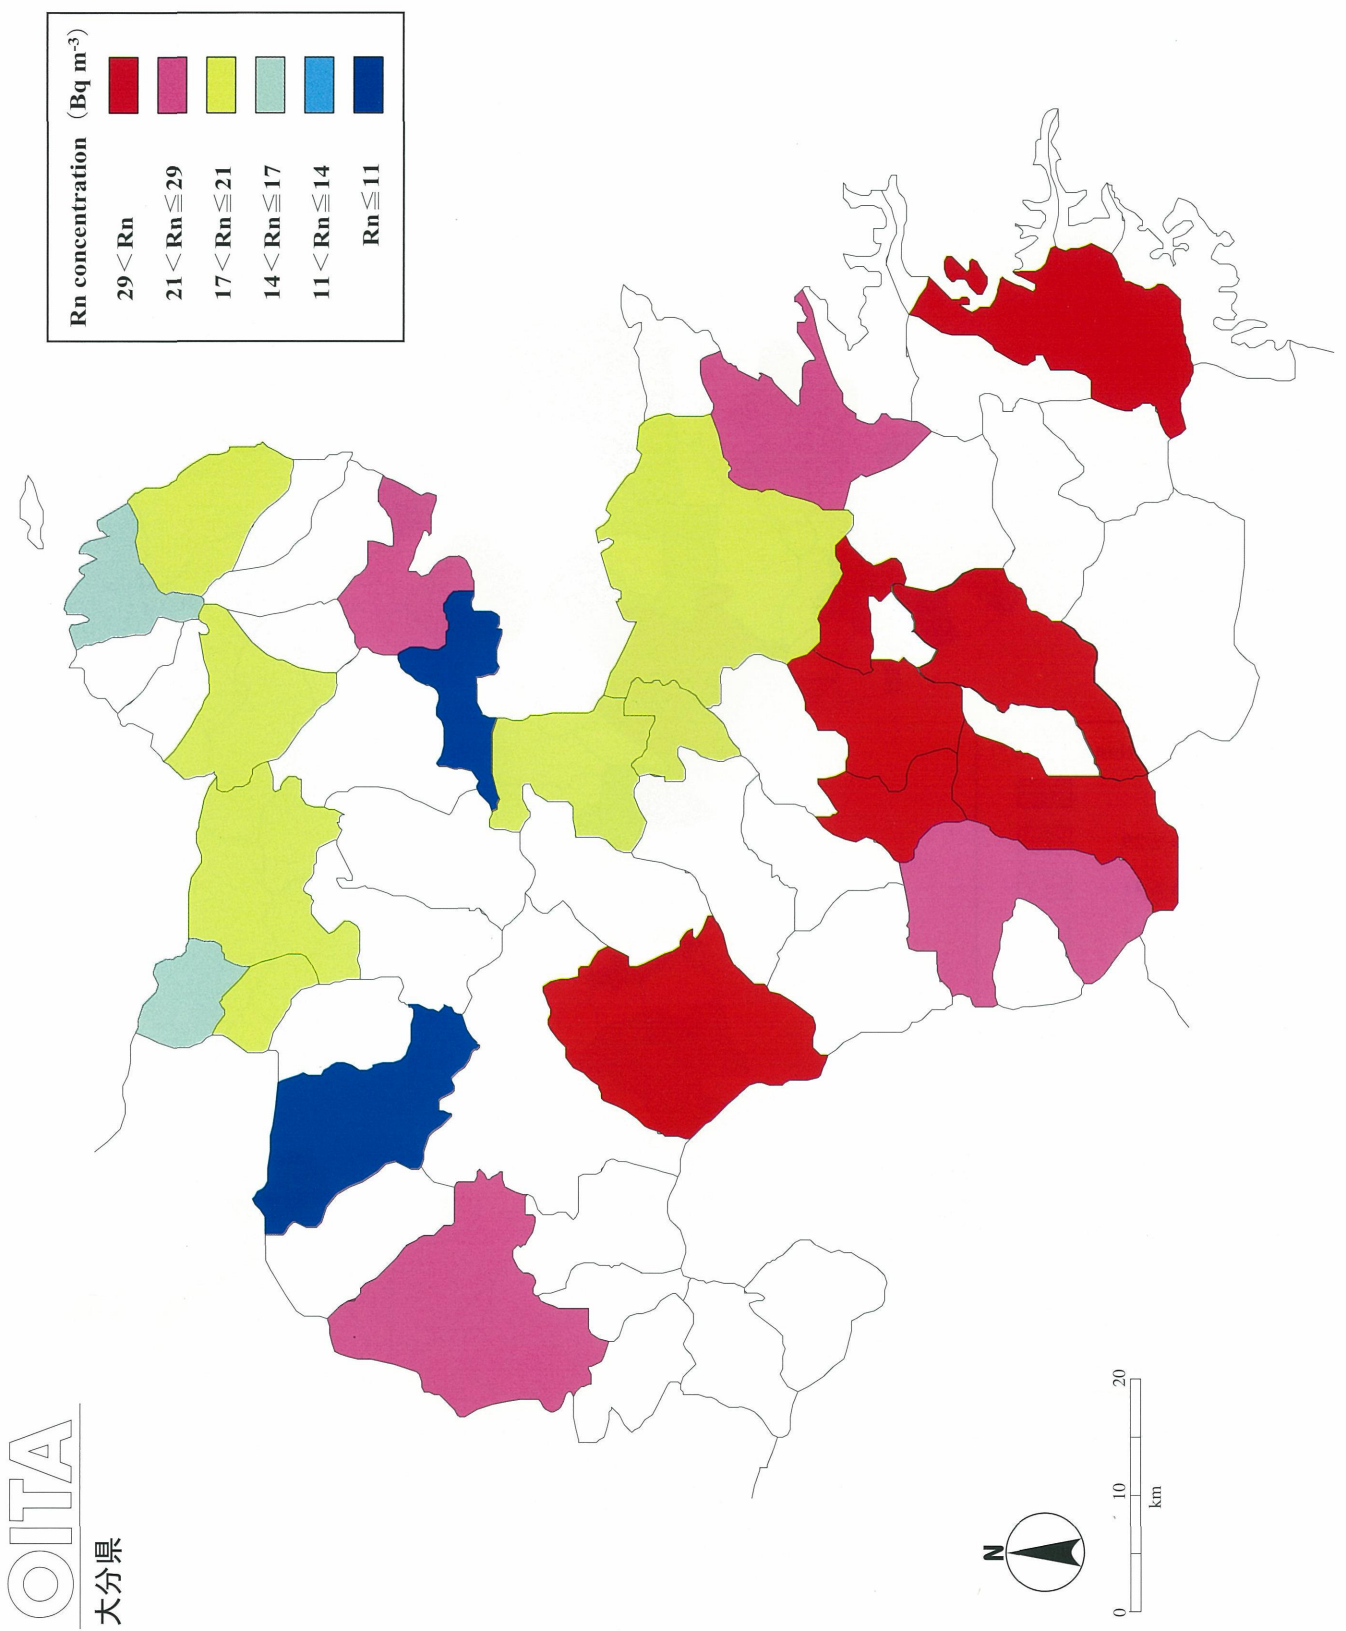 OITA
大分県
Rn concentration (Bq m⁻³)
29＜Rn
21＜Rn≦29
17＜Rn≦21
14＜Rn≦17
11＜Rn≦14
Rn≦11
N
0 10 20
km